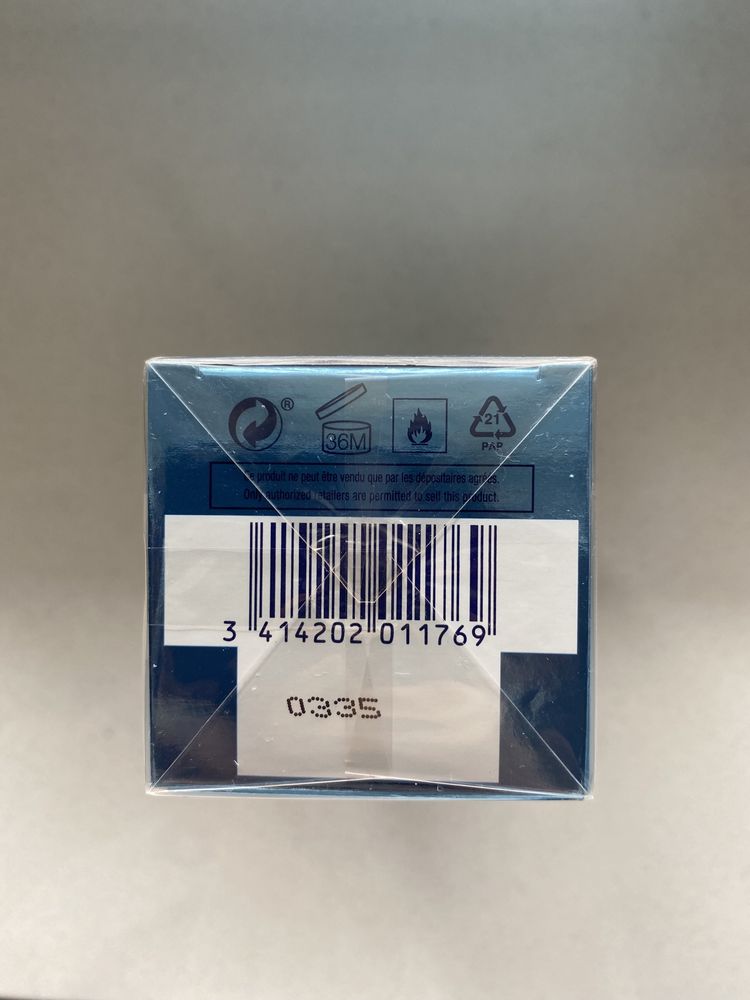 ®
36M
21
PAP
Ce produit ne peut être vendu que par les dépositaires agréés.
Only authorized retailers are permitted to sell this product.
3 414202 011769
0335